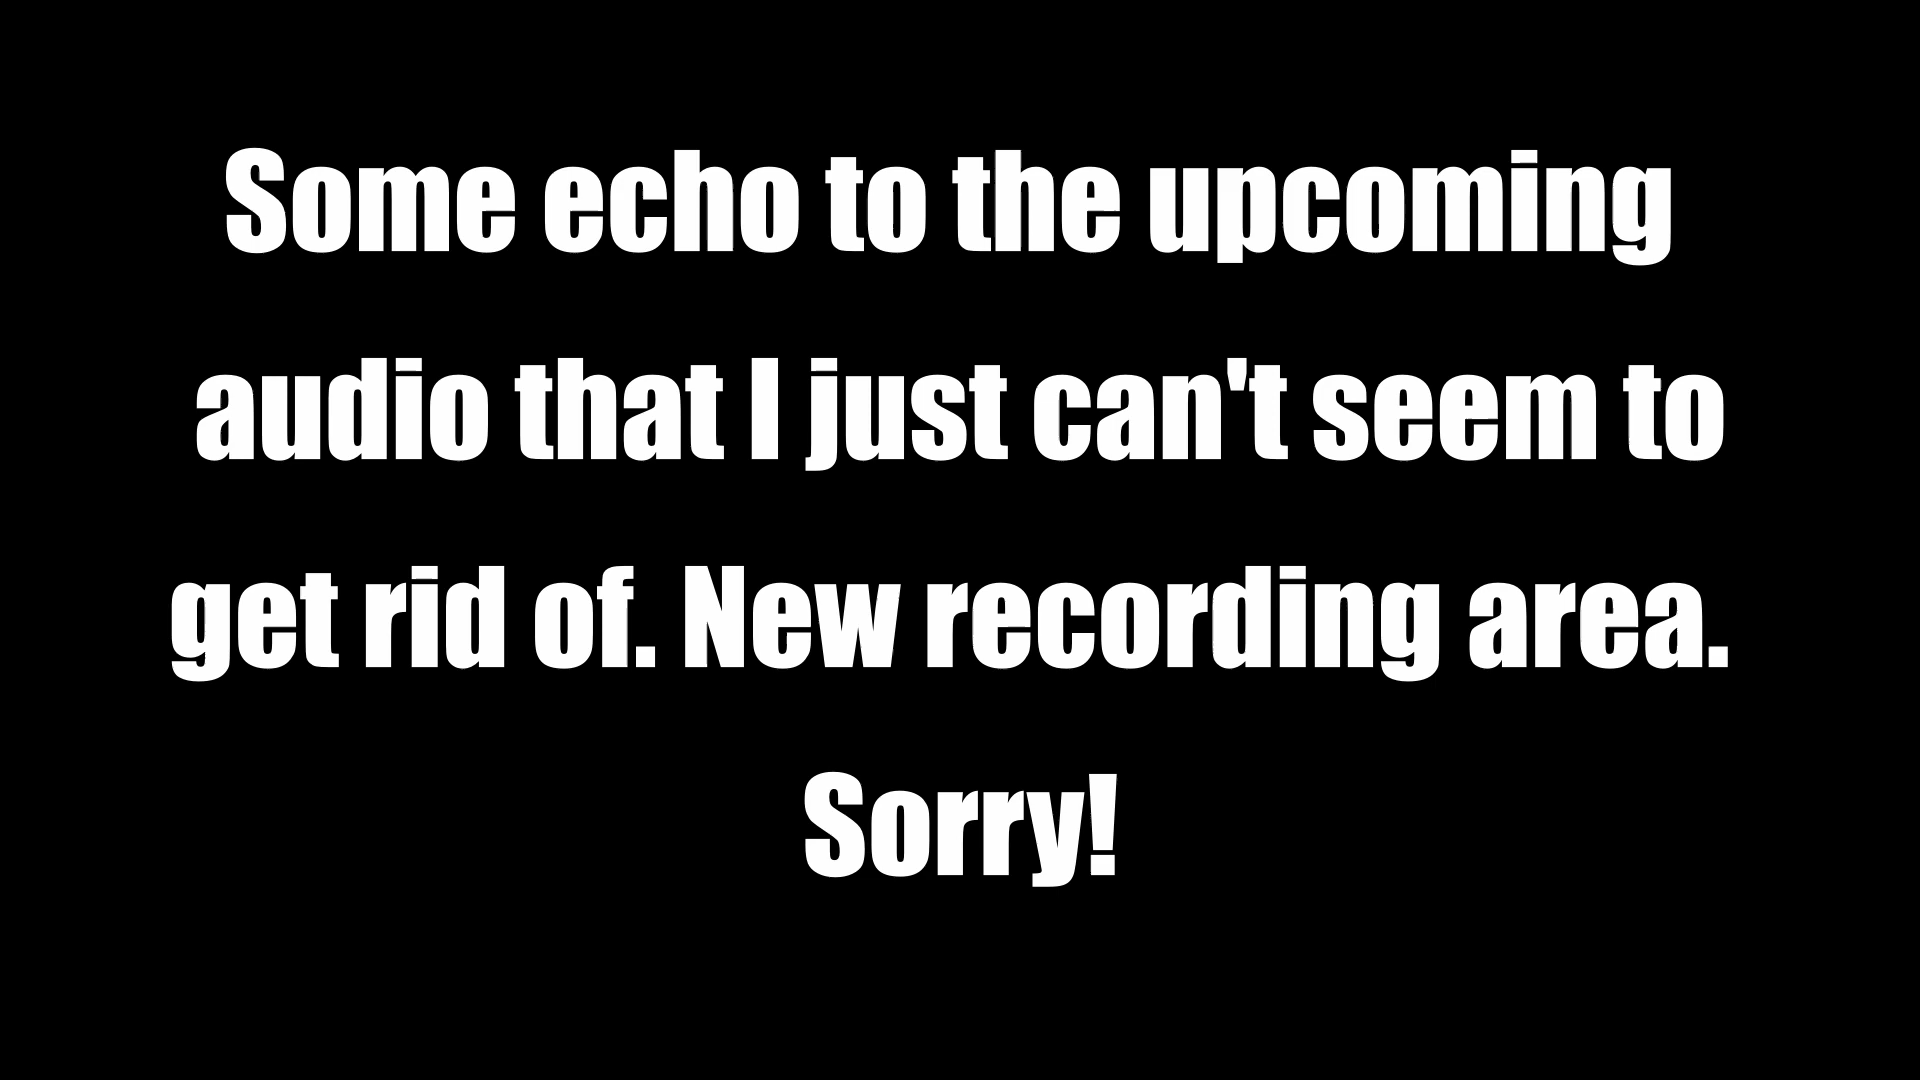 Some echo to the upcoming
audio that I just can't seem to
get rid of. New recording area.
Sorry!